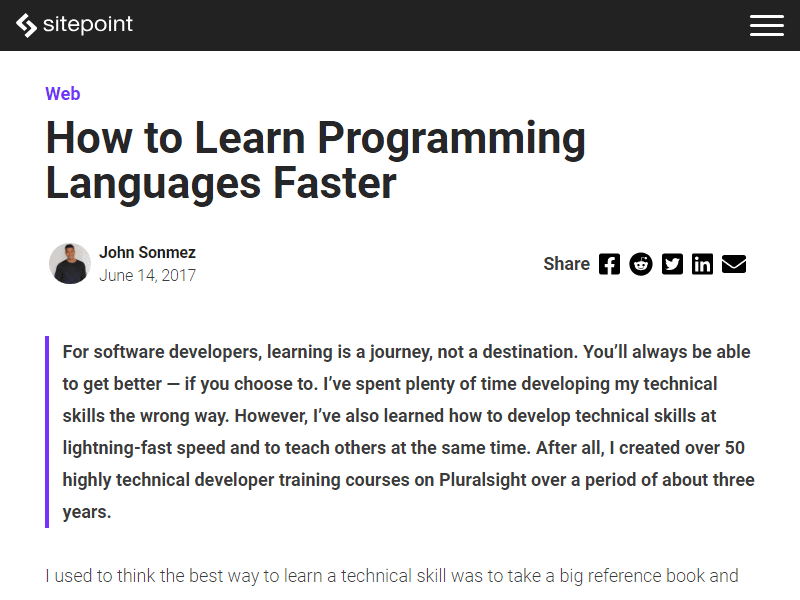 sitepoint
Web
How to Learn Programming
Languages Faster
John Sonmez
June 14, 2017
Share
For software developers, learning is a journey, not a destination. You’ll always be able
to get better — if you choose to. I’ve spent plenty of time developing my technical
skills the wrong way. However, I’ve also learned how to develop technical skills at
lightning-fast speed and to teach others at the same time. After all, I created over 50
highly technical developer training courses on Pluralsight over a period of about three
years.
I used to think the best way to learn a technical skill was to take a big reference book and